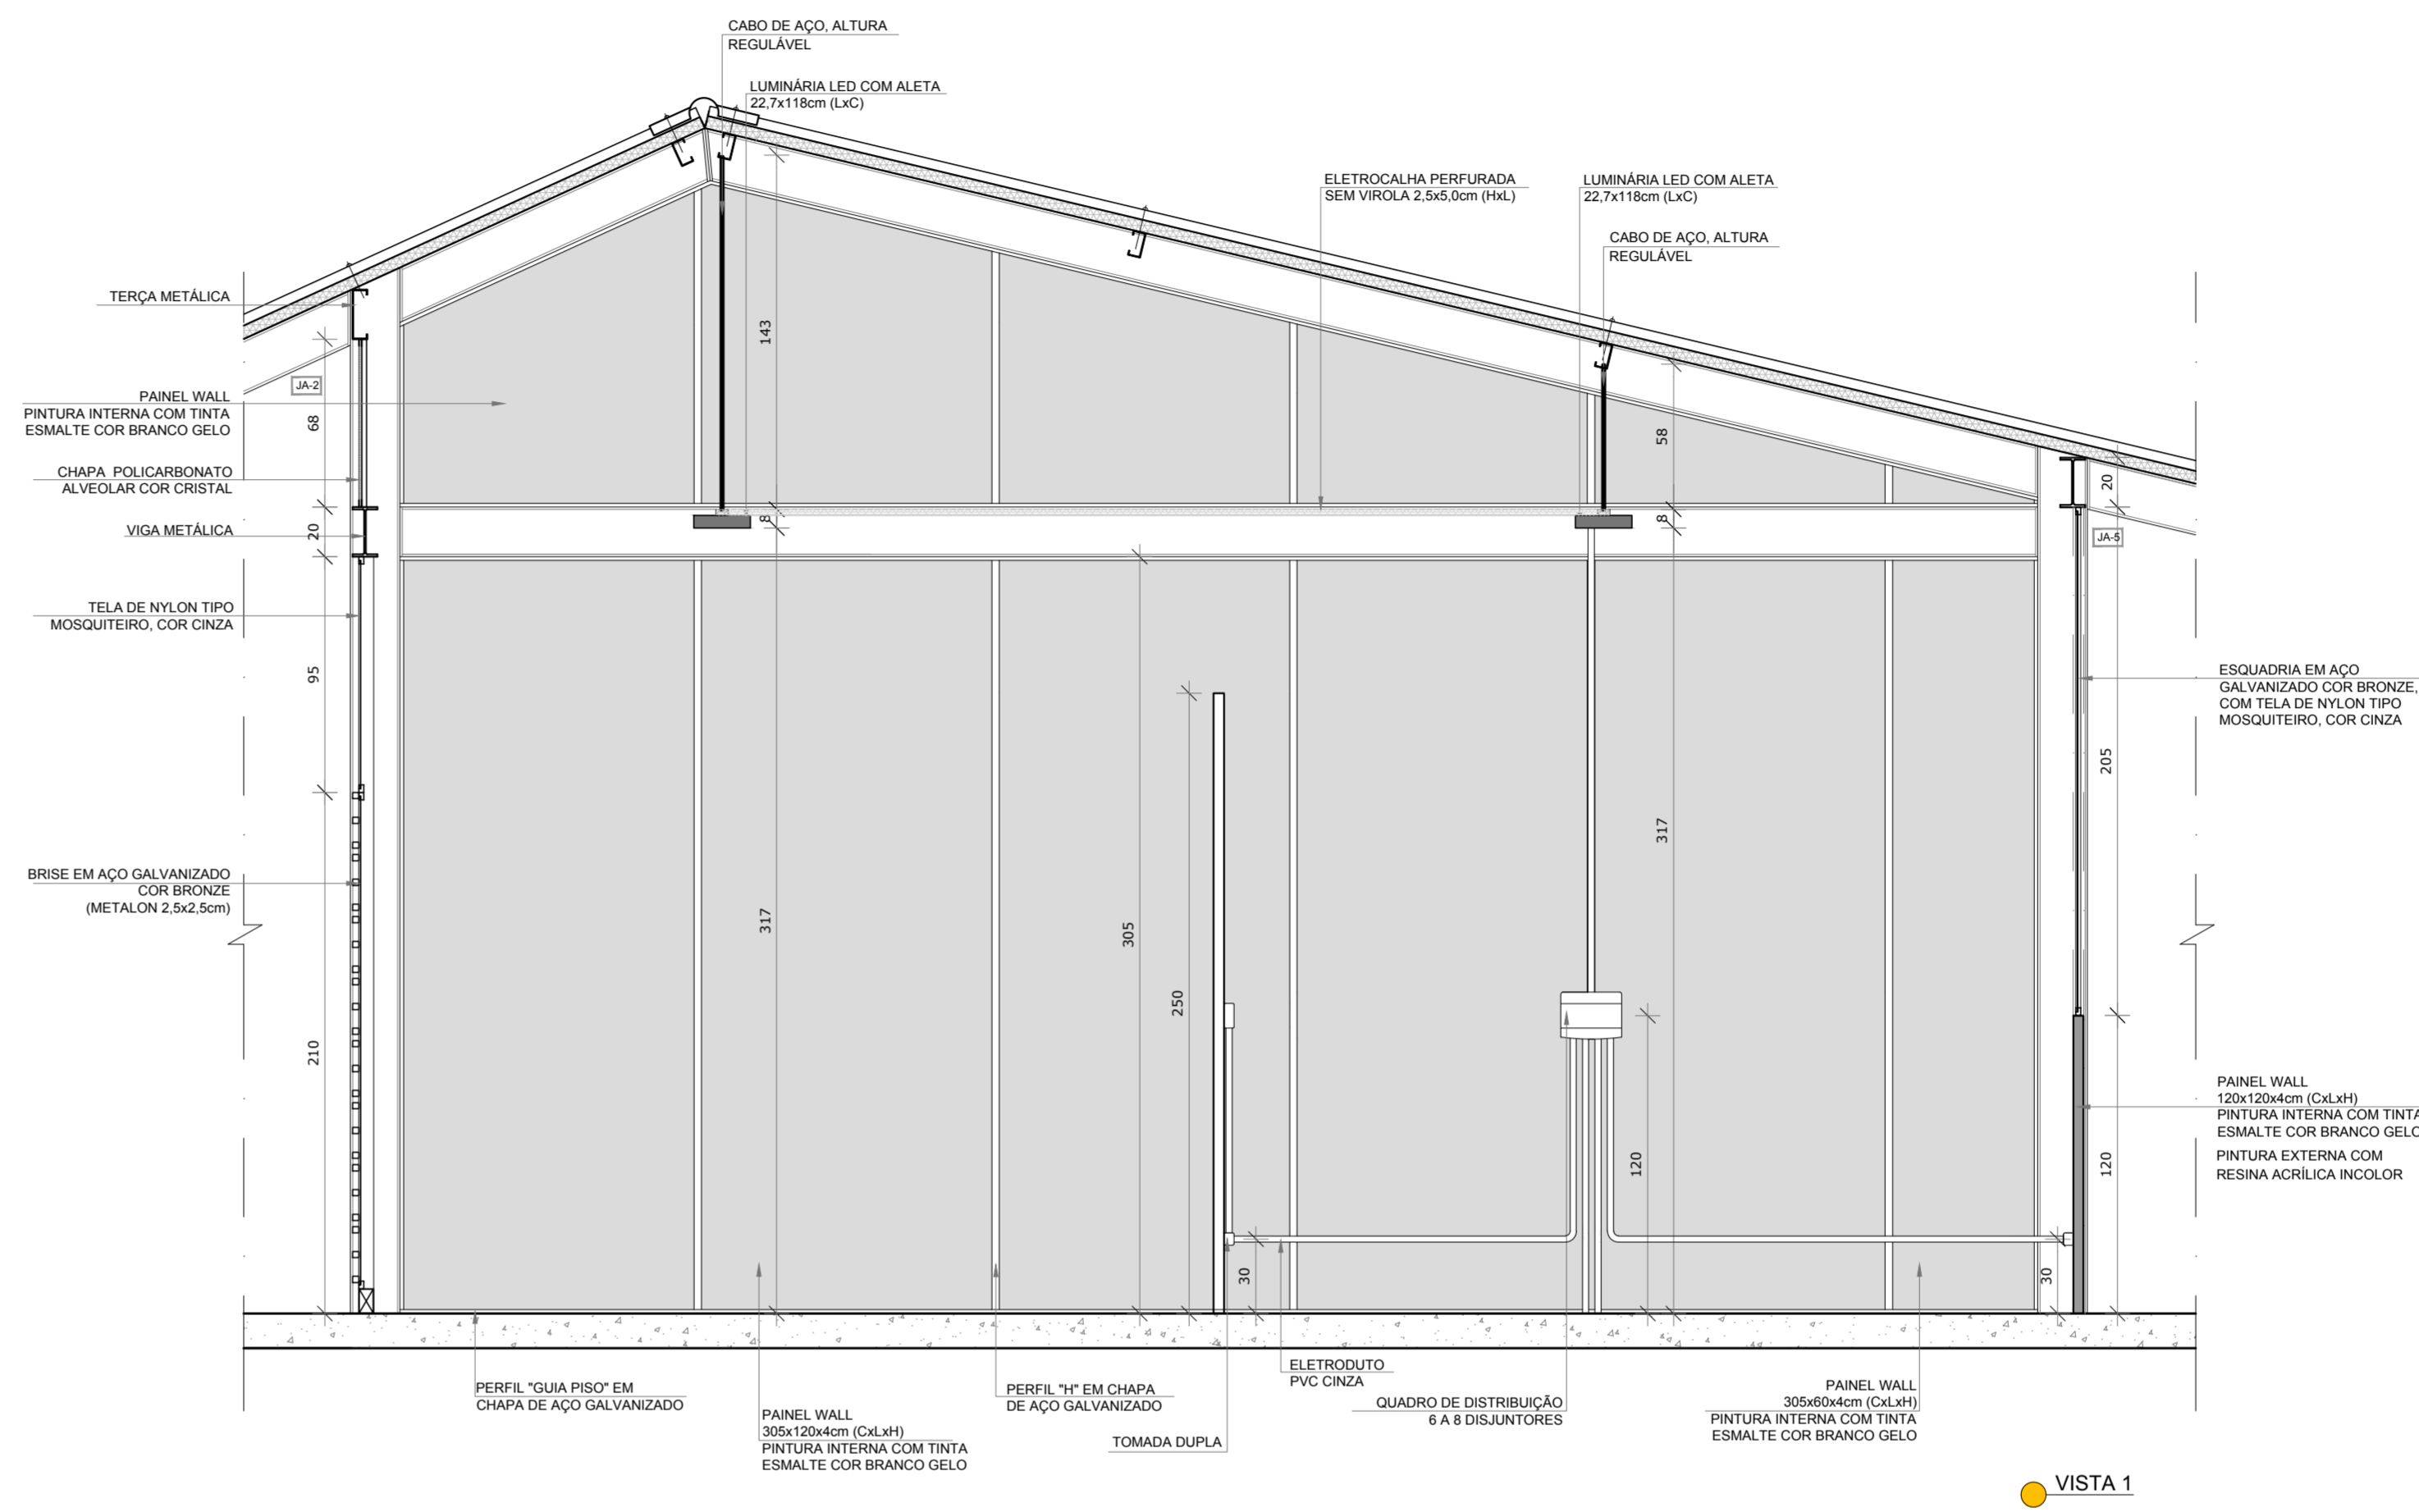 CABO DE AÇO, ALTURA
REGULÁVEL
LUMINÁRIA LED COM ALETA
22,7x118cm (LxC)
ELETROCALHA PERFURADA
SEM VIROLA 2,5x5,0cm (HxL)
LUMINÁRIA LED COM ALETA
22,7x118cm (LxC)
CABO DE AÇO, ALTURA
REGULÁVEL
TERÇA METÁLICA
JA-2
PAINEL WALL
PINTURA INTERNA COM TINTA
ESMALTE COR BRANCO GELO
CHAPA POLICARBONATO
ALVEOLAR COR CRISTAL
VIGA METÁLICA
TELA DE NYLON TIPO
MOSQUITEIRO, COR CINZA
BRISE EM AÇO GALVANIZADO
COR BRONZE
(METALON 2,5x2,5cm)
68
20
95
210
143
8
317
305
250
30
58
8
317
120
30
20
JA-5
205
120
ESQUADRIA EM AÇO
GALVANIZADO COR BRONZE,
COM TELA DE NYLON TIPO
MOSQUITEIRO, COR CINZA
PAINEL WALL
120x120x4cm (CxLxH)
PINTURA INTERNA COM TINTA
ESMALTE COR BRANCO GELO
PINTURA EXTERNA COM
RESINA ACRÍLICA INCOLOR
PERFIL "GUIA PISO" EM
CHAPA DE AÇO GALVANIZADO
PAINEL WALL
305x120x4cm (CxLxH)
PINTURA INTERNA COM TINTA
ESMALTE COR BRANCO GELO
PERFIL "H" EM CHAPA
DE AÇO GALVANIZADO
TOMADA DUPLA
ELETRODUTO
PVC CINZA
QUADRO DE DISTRIBUIÇÃO
6 A 8 DISJUNTORES
PAINEL WALL
305x60x4cm (CxLxH)
PINTURA INTERNA COM TINTA
ESMALTE COR BRANCO GELO
VISTA 1